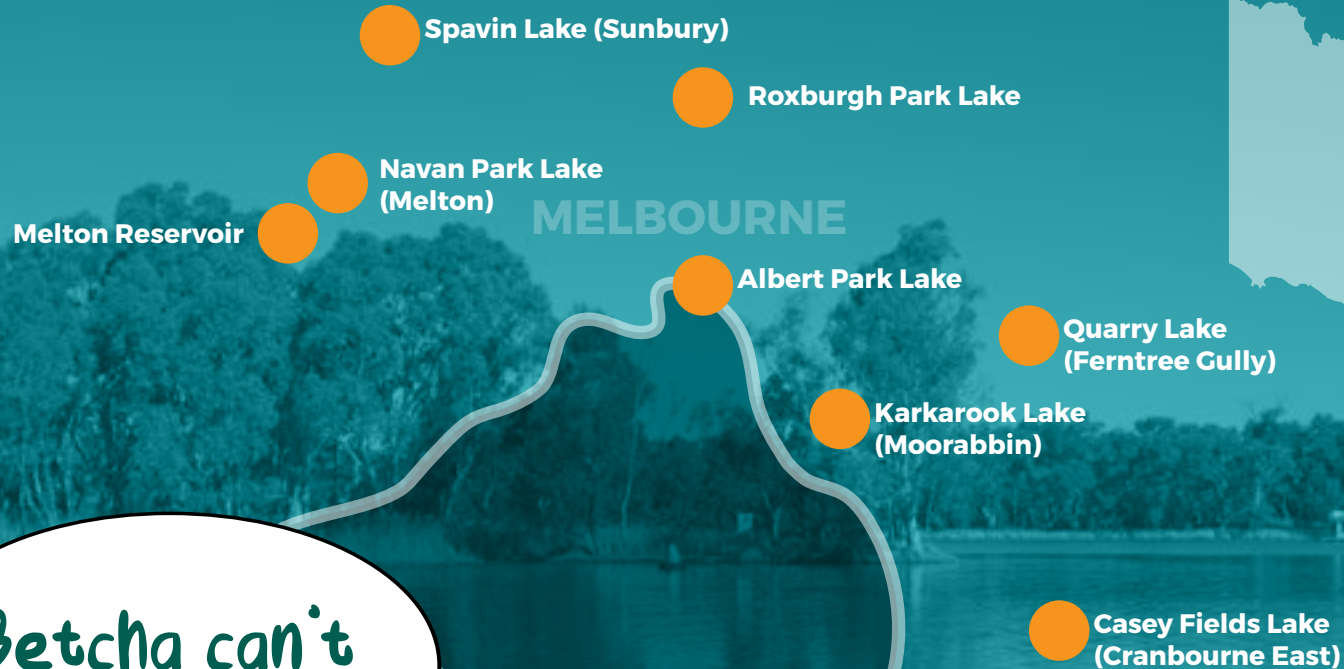 Spavin Lake (Sunbury)
Roxburgh Park Lake
Navan Park Lake
(Melton)
MELBOURNE
Melton Reservoir
Albert Park Lake
Quarry Lake
(Ferntree Gully)
Karkarook Lake
(Moorabbin)
Betcha can't
Casey Fields Lake
(Cranbourne East)